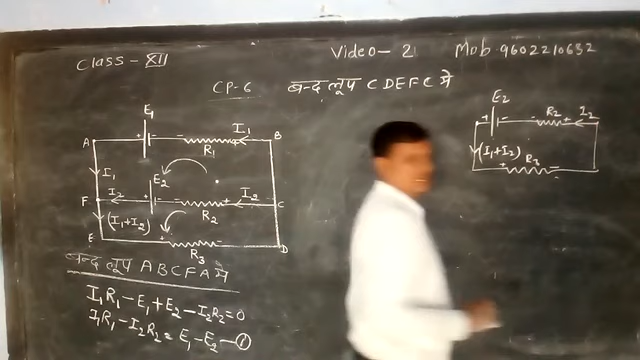 Class - XII
Video - 2 Mob 9602210632
CP-6 बन्द लूप CDEFC मे
E1
A + - - + I1 B
R1
I1
E2
F I2 + - - + I2 C
R2
(I1+I2)
E + - D
R3
बन्द लूप ABCFA मे
I1R1 - E1 + E2 - I2R2 = 0
I1R1 - I2R2 = E1 - E2 - ①
E2
+ - - R2 + I2
(I1+I2)
+ R3 -